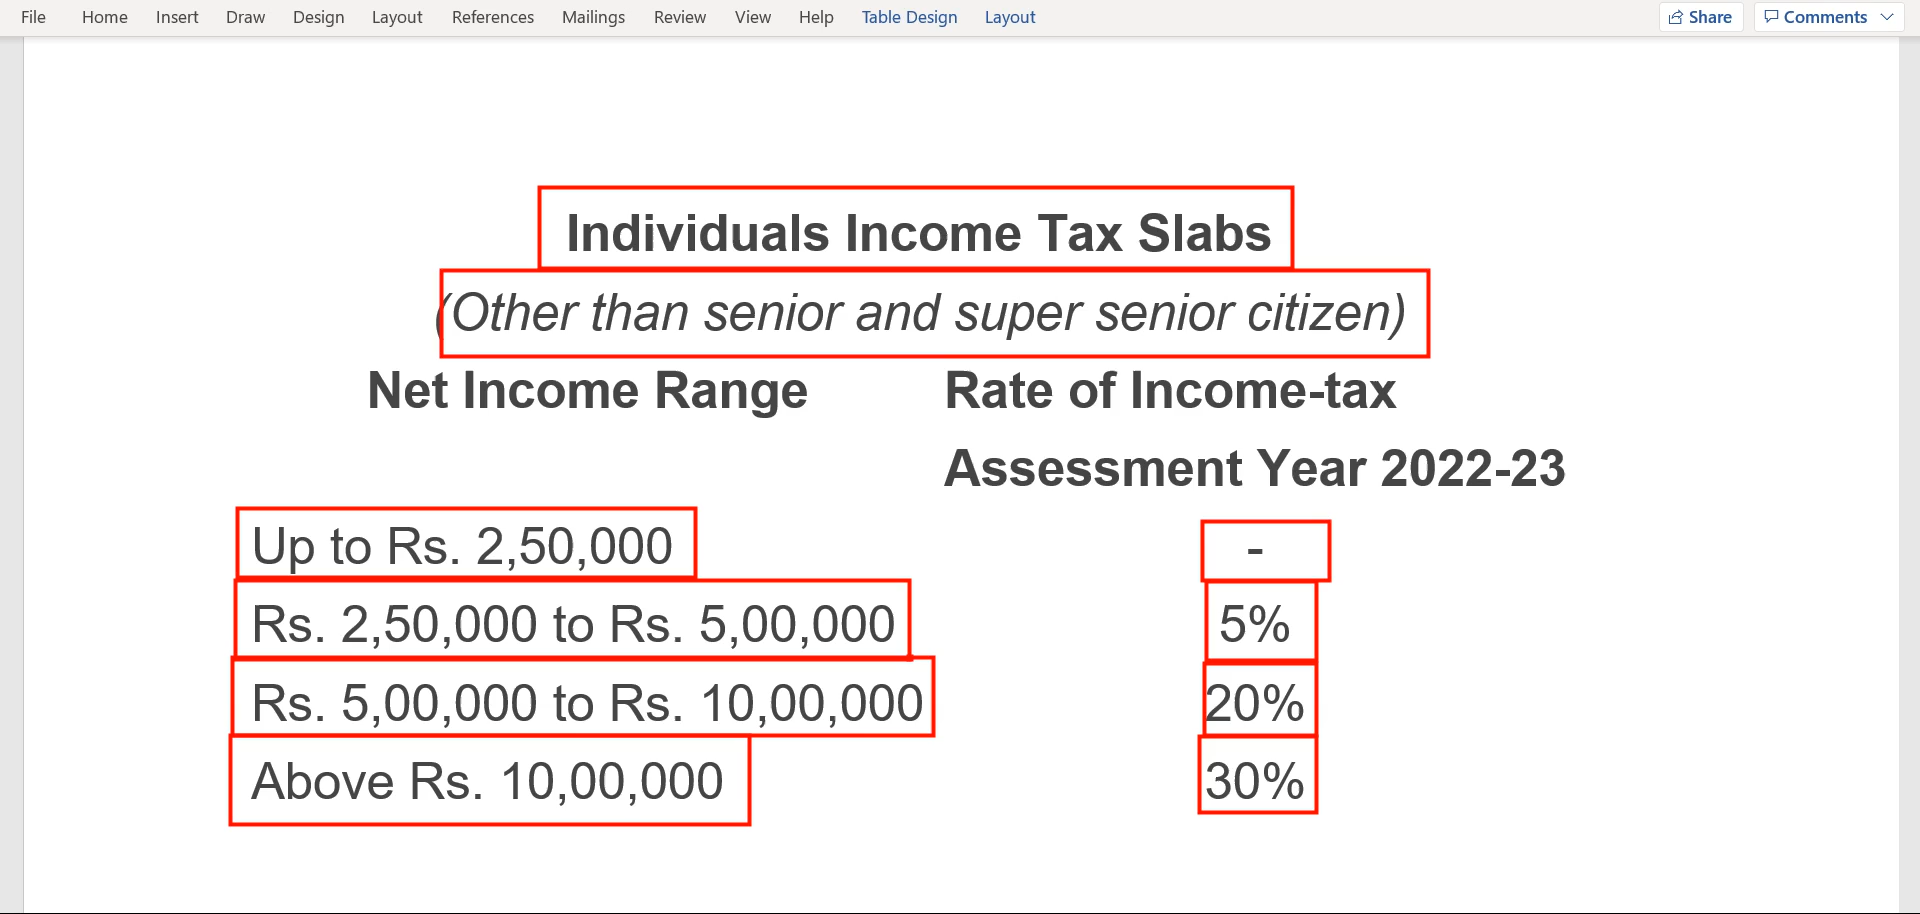 File Home Insert Draw Design Layout References Mailings Review View Help Table Design Layout Share Comments
Individuals Income Tax Slabs
(Other than senior and super senior citizen)
Net Income Range Rate of Income-tax
Assessment Year 2022-23
Up to Rs. 2,50,000 -
Rs. 2,50,000 to Rs. 5,00,000 5%
Rs. 5,00,000 to Rs. 10,00,000 20%
Above Rs. 10,00,000 30%